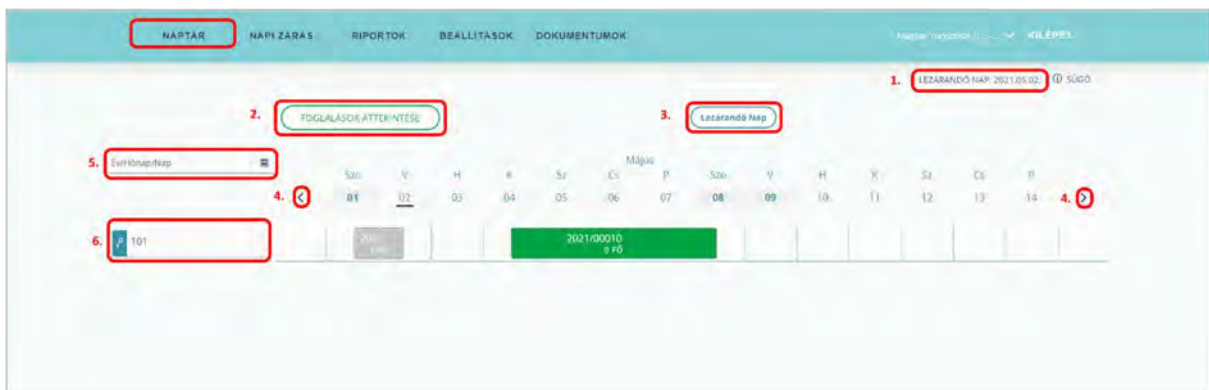 NAPTÁR NAPI ZÁRÁS RIPORTOK BEÁLLÍTÁSOK DOKUMENTUMOK KILÉPÉS
1. LEZÁRANDÓ NAP: 2021.05.02. SÚGÓ
2. FOGLALÁSOK ÁTTEKINTÉSE 3. Lezárandó Nap
5. Év/Hónap/Nap
Május
Szo V H K Sz Cs P Szo V H K Sz Cs P
4. < 01 02 03 04 05 06 07 08 09 10 11 12 13 14 4. >
6. 101 2021/00010
0 FŐ